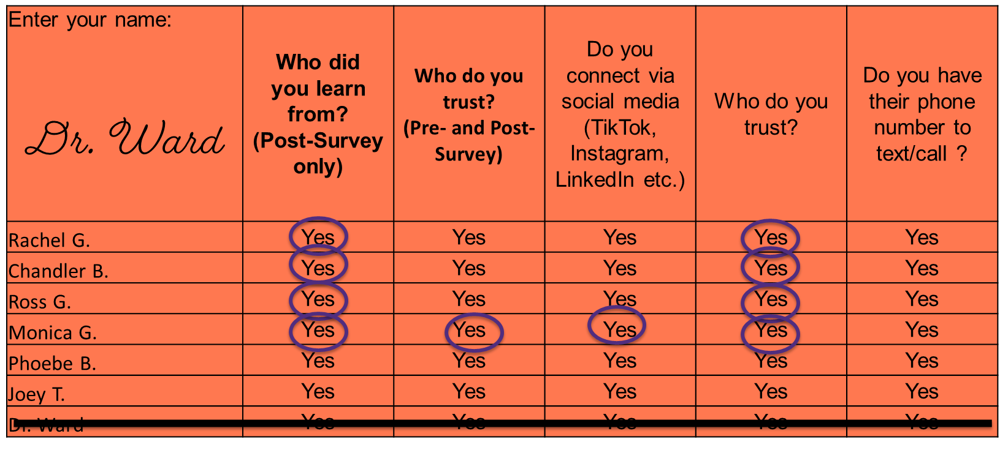 Enter your name:
Dr. Ward
Who did
you learn
from?
(Post-Survey
only)
Who do you
trust?
(Pre- and Post-
Survey)
Do you
connect via
social media
(TikTok,
Instagram,
LinkedIn etc.)
Who do you
trust?
Do you have
their phone
number to
text/call ?
Rachel G. Yes Yes Yes Yes Yes
Chandler B. Yes Yes Yes Yes Yes
Ross G. Yes Yes Yes Yes Yes
Monica G. Yes Yes Yes Yes Yes
Phoebe B. Yes Yes Yes Yes Yes
Joey T. Yes Yes Yes Yes Yes
Dr. Ward Yes Yes Yes Yes Yes